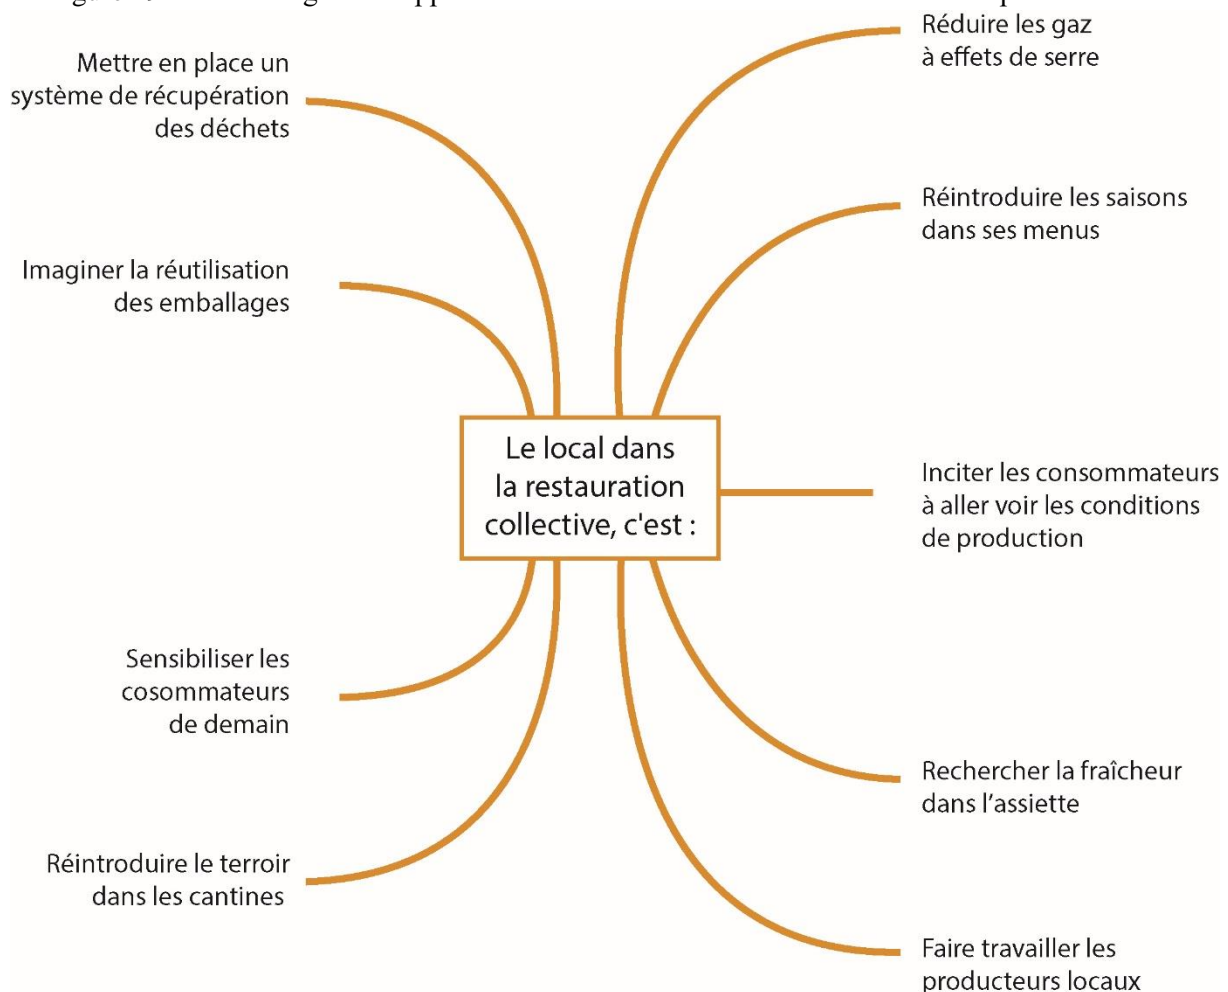 Réduire les gaz
à effets de serre
Mettre en place un
système de récupération
des déchets
Réintroduire les saisons
dans ses menus
Imaginer la réutilisation
des emballages
Le local dans
la restauration
collective, c'est :
Inciter les consommateurs
à aller voir les conditions
de production
Sensibiliser les
cosommateurs
de demain
Rechercher la fraîcheur
dans l’assiette
Réintroduire le terroir
dans les cantines
Faire travailler les
producteurs locaux